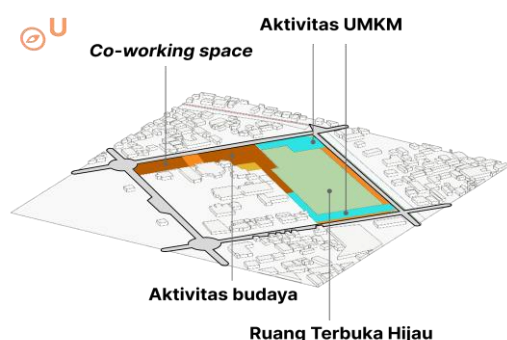 U
Aktivitas UMKM
Co-working space
Aktivitas budaya
Ruang Terbuka Hijau